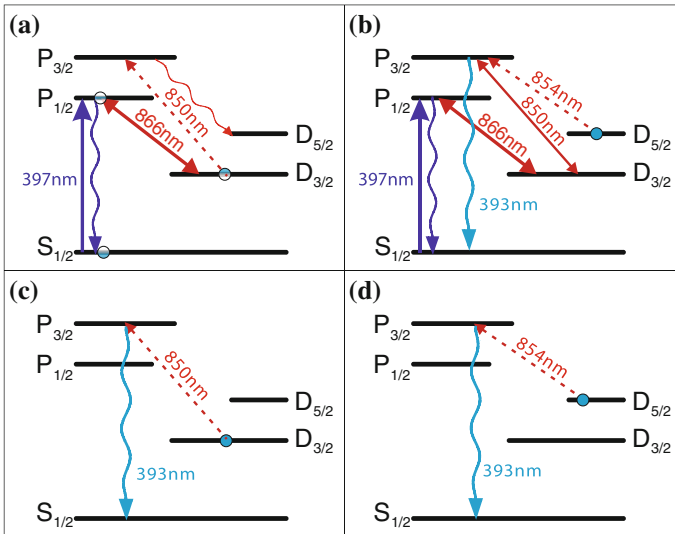 (a)
P3/2
P1/2
850nm
866nm
D5/2
D3/2
397nm
S1/2
(b)
P3/2
P1/2
854nm
850nm
866nm
D5/2
D3/2
397nm
393nm
S1/2
(c)
P3/2
P1/2
850nm
D5/2
D3/2
393nm
S1/2
(d)
P3/2
P1/2
854nm
D5/2
D3/2
393nm
S1/2